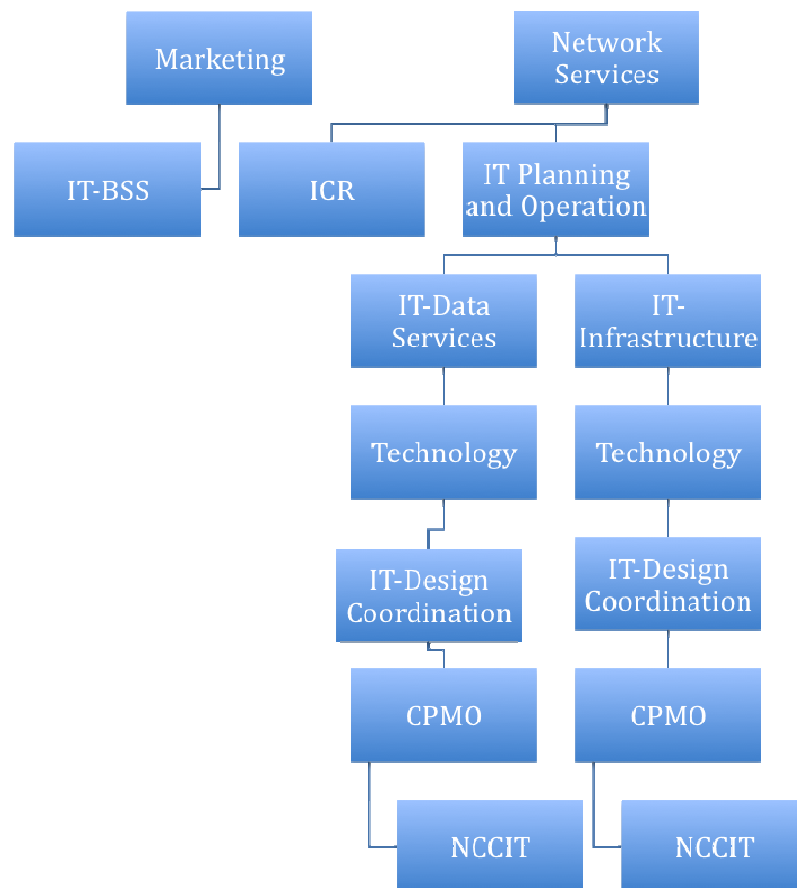 Marketing
Network
Services
IT-BSS
ICR
IT Planning
and Operation
IT-Data
Services
IT-
Infrastructure
Technology
Technology
IT-Design
Coordination
IT-Design
Coordination
CPMO
CPMO
NCCIT
NCCIT